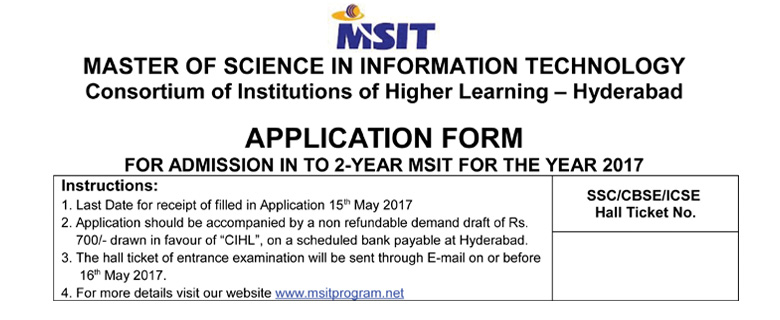 MSIT
MASTER OF SCIENCE IN INFORMATION TECHNOLOGY
Consortium of Institutions of Higher Learning – Hyderabad
APPLICATION FORM
FOR ADMISSION IN TO 2-YEAR MSIT FOR THE YEAR 2017
Instructions:
1. Last Date for receipt of filled in Application 15th May 2017
2. Application should be accompanied by a non refundable demand draft of Rs.
700/- drawn in favour of “CIHL”, on a scheduled bank payable at Hyderabad.
3. The hall ticket of entrance examination will be sent through E-mail on or before
16th May 2017.
4. For more details visit our website www.msitprogram.net
SSC/CBSE/ICSE
Hall Ticket No.